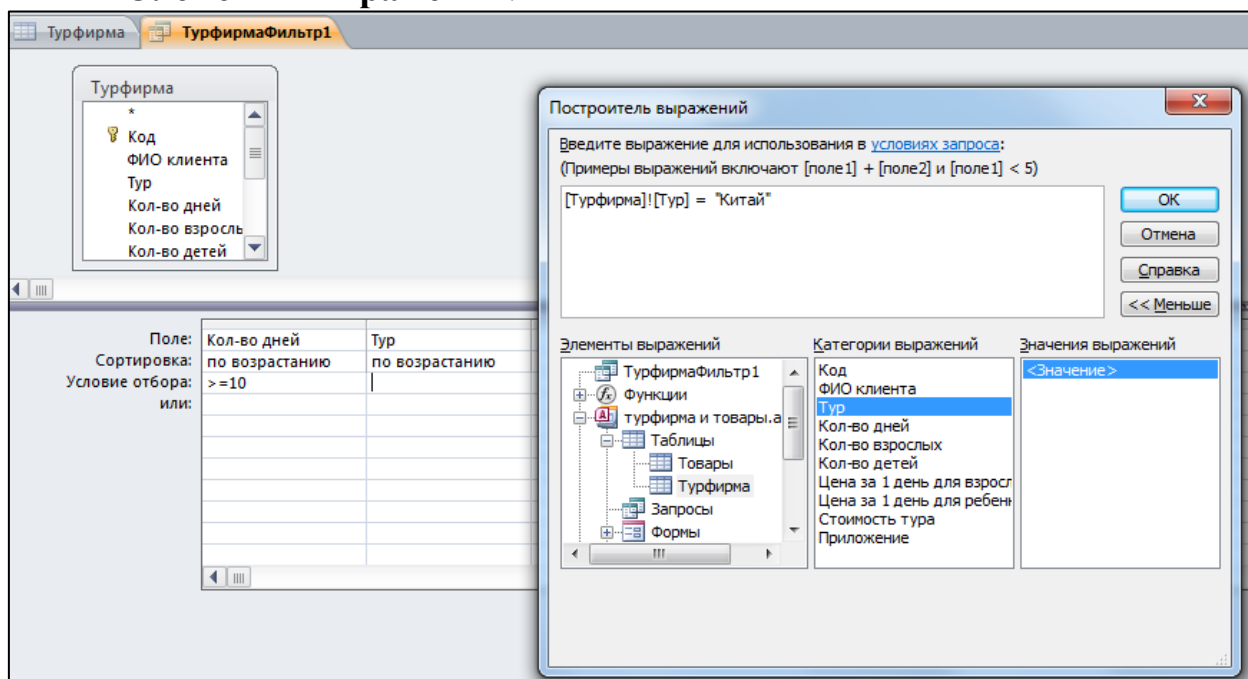 Турфирма
ТурфирмаФильтр1
Турфирма
*
Код
ФИО клиента
Тур
Кол-во дней
Кол-во взрослы
Кол-во детей
Поле: Кол-во дней Тур
Сортировка: по возрастанию по возрастанию
Условие отбора: >=10
или:
Построитель выражений
Введите выражение для использования в условиях запроса:
(Примеры выражений включают [поле1] + [поле2] и [поле1] < 5)
[Турфирма]![Тур] = "Китай"
ОК
Отмена
Справка
<< Меньше
Элементы выражений
ТурфирмаФильтр1
Функции
турфирма и товары.a
Таблицы
Товары
Турфирма
Запросы
Формы
Категории выражений
Код
ФИО клиента
Тур
Кол-во дней
Кол-во взрослых
Кол-во детей
Цена за 1 день для взросл
Цена за 1 день для ребенк
Стоимость тура
Приложение
Значения выражений
<Значение>